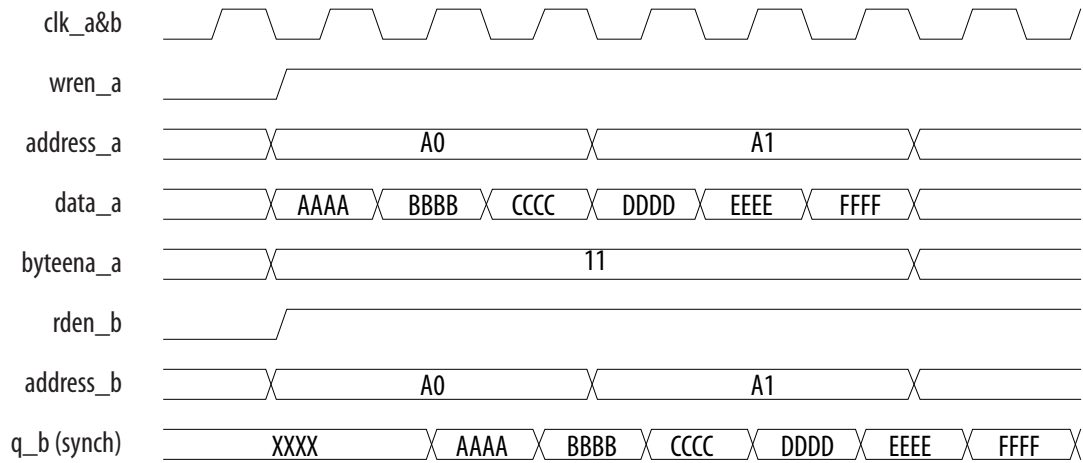 clk_a&b
wren_a
address_a A0 A1
data_a AAAA BBBB CCCC DDDD EEEE FFFF
byteena_a 11
rden_b
address_b A0 A1
q_b (synch) XXXX AAAA BBBB CCCC DDDD EEEE FFFF